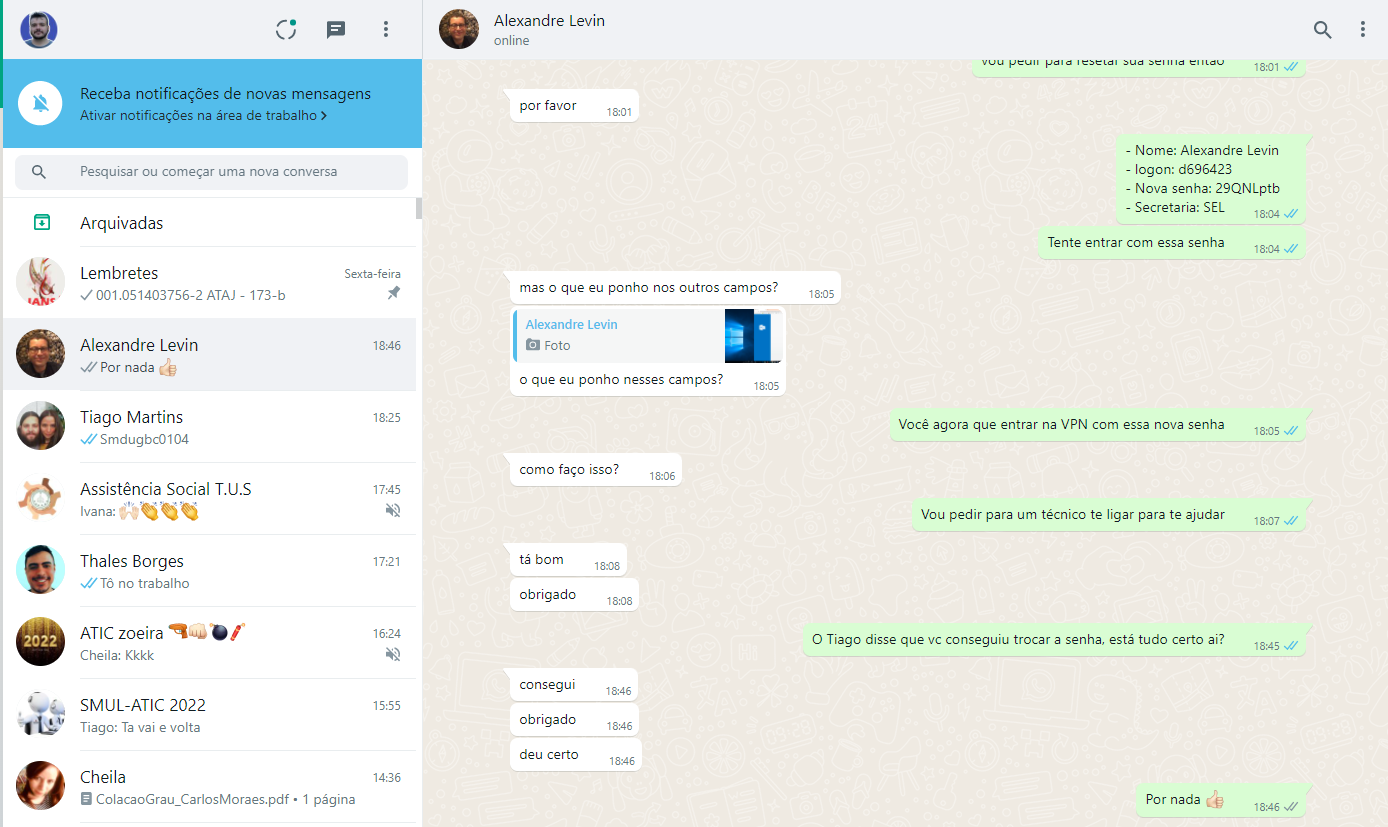 Receba notificações de novas mensagens
Ativar notificações na área de trabalho >
Pesquisar ou começar uma nova conversa
Arquivadas
Lembretes
Sexta-feira
001.051403756-2 ATAJ - 173-b
Alexandre Levin
18:46
Por nada 👍🏻
Tiago Martins
18:25
Smdugbc0104
Assistência Social T.U.S
17:45
Ivana: 🙌🏻👏👏👏
Thales Borges
17:21
Tô no trabalho
2022
ATIC zoeira 🔫👊🏻💣🧨
16:24
Cheila: Kkkk
SMUL-ATIC 2022
15:55
Tiago: Ta vai e volta
Cheila
14:36
ColacaoGrau_CarlosMoraes.pdf • 1 página
Alexandre Levin
online
vou pedir para resetar sua senha então
18:01
por favor
18:01
- Nome: Alexandre Levin
- logon: d696423
- Nova senha: 29QNLptb
- Secretaria: SEL
18:04
Tente entrar com essa senha
18:04
mas o que eu ponho nos outros campos?
18:05
Alexandre Levin
Foto
o que eu ponho nesses campos?
18:05
Você agora que entrar na VPN com essa nova senha
18:05
como faço isso?
18:06
Vou pedir para um técnico te ligar para te ajudar
18:07
tá bom
18:08
obrigado
18:08
O Tiago disse que vc conseguiu trocar a senha, está tudo certo ai?
18:45
consegui
18:46
obrigado
18:46
deu certo
18:46
Por nada 👍🏻
18:46